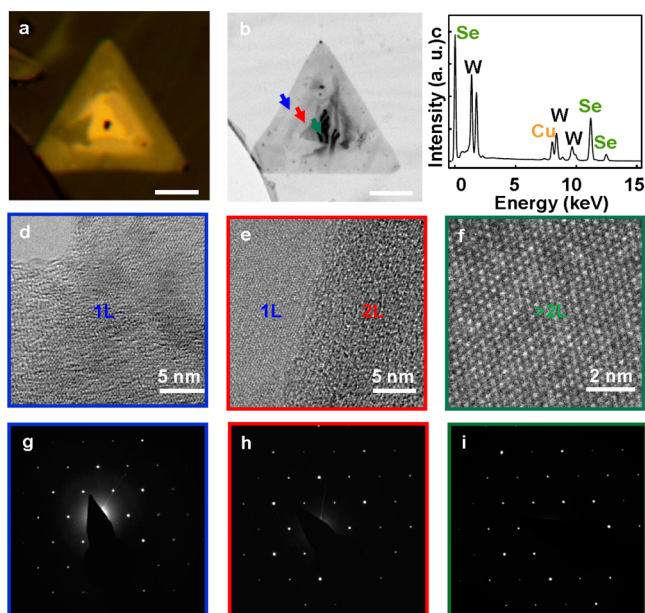 a
b
Intensity (a. u.)
c
Se
W
Cu
W
W
Se
Se
0
5
10
15
Energy (keV)
d
1L
5 nm
e
1L
2L
5 nm
f
>2L
2 nm
g
h
i